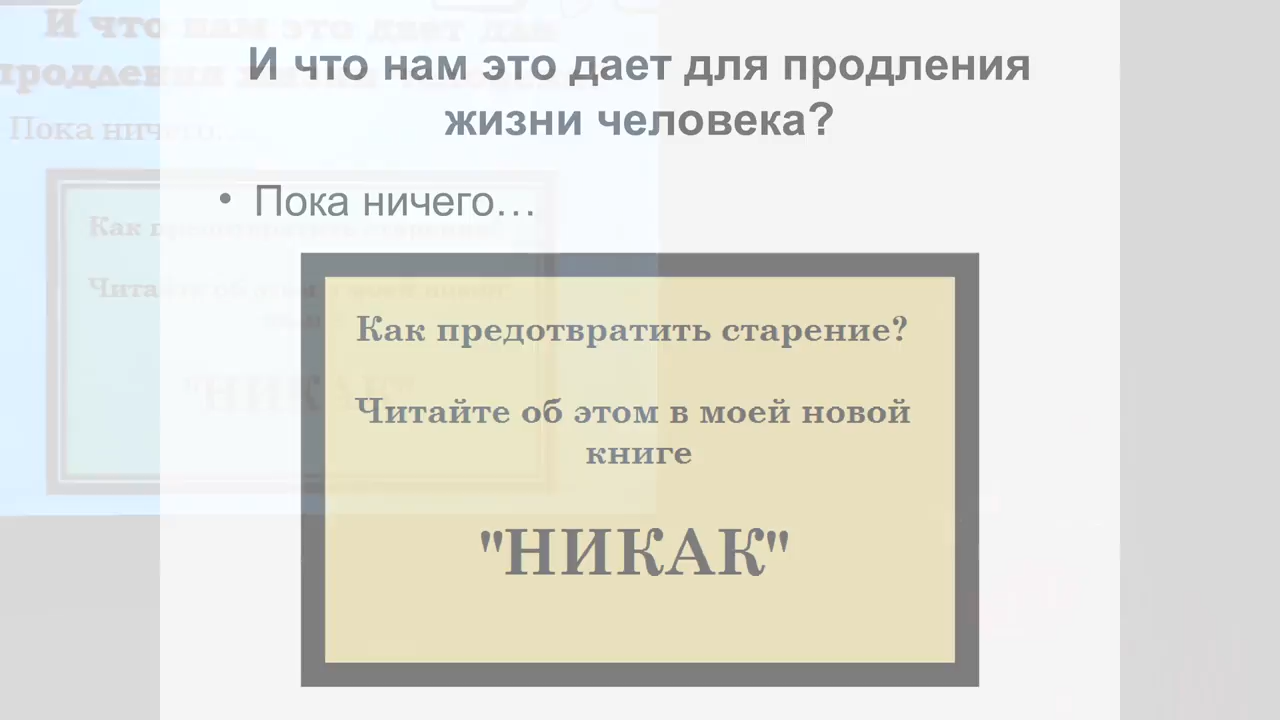 И что нам это дает для продления
жизни человека?
• Пока ничего…
Как предотвратить старение?
Читайте об этом в моей новой
книге
"НИКАК"